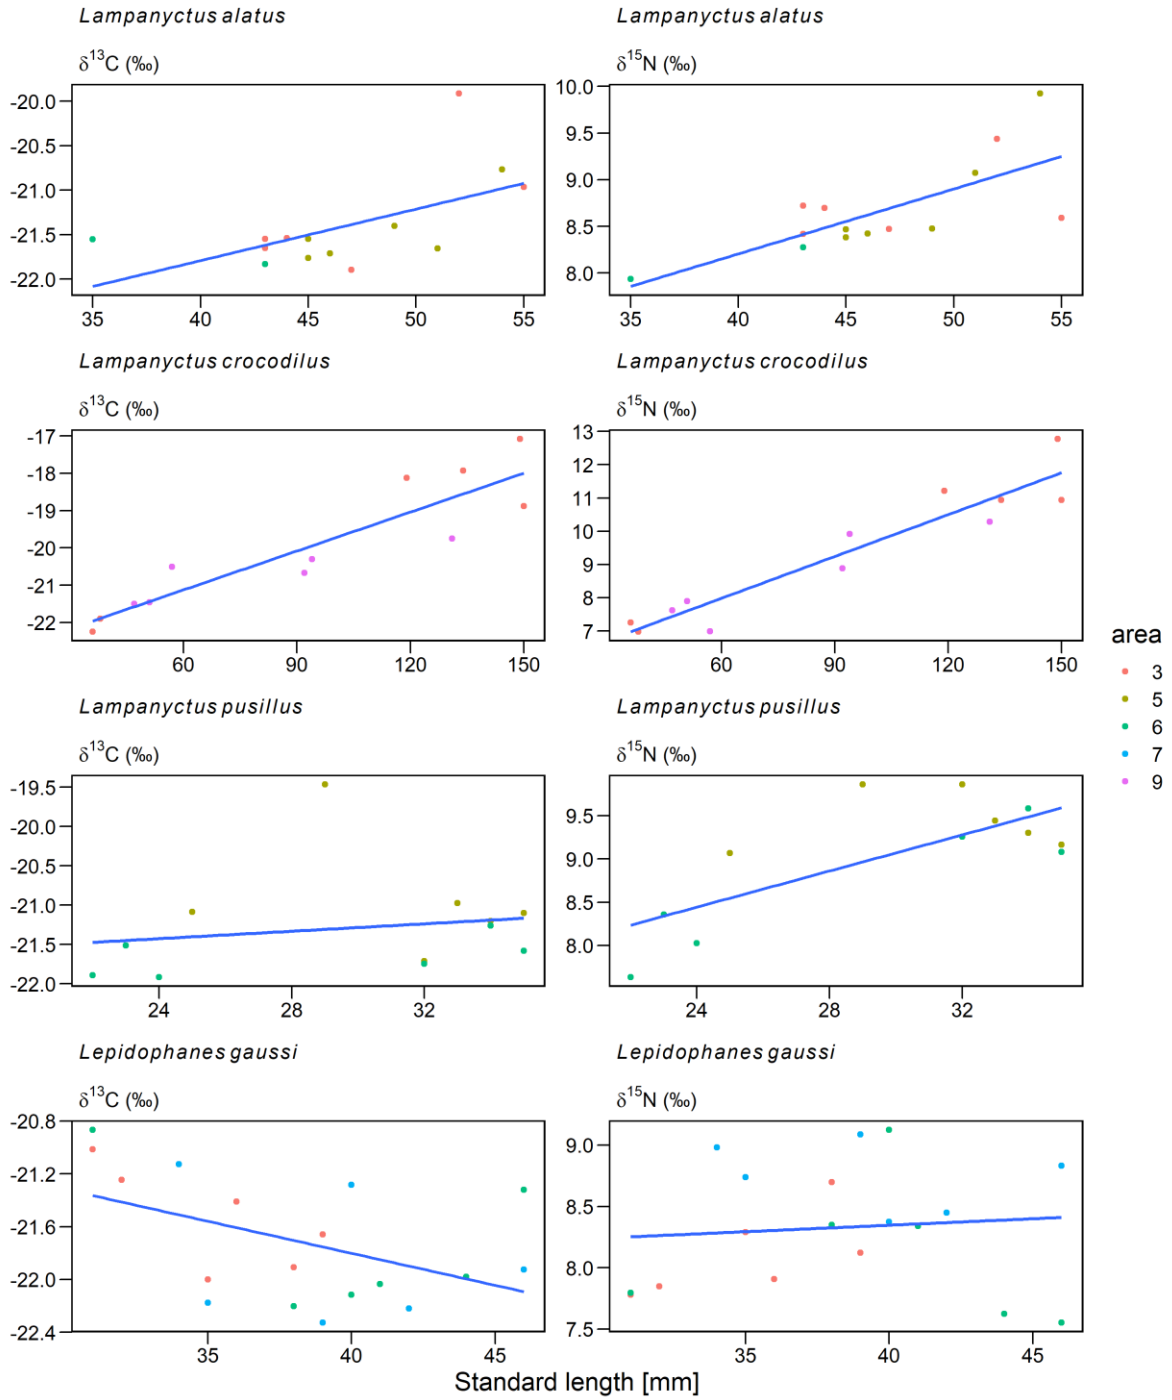 Lampanyctus alatus
Lampanyctus alatus
δ¹³C (‰)
δ¹⁵N (‰)
-20.0
-20.5
-21.0
-21.5
-22.0
35 40 45 50 55
10.0
9.5
9.0
8.5
8.0
35 40 45 50 55
Lampanyctus crocodilus
Lampanyctus crocodilus
δ¹³C (‰)
δ¹⁵N (‰)
-17
-18
-19
-20
-21
-22
60 90 120 150
13
12
11
10
9
8
7
60 90 120 150
Lampanyctus pusillus
Lampanyctus pusillus
δ¹³C (‰)
δ¹⁵N (‰)
-19.5
-20.0
-20.5
-21.0
-21.5
-22.0
24 28 32
9.5
9.0
8.5
8.0
24 28 32
Lepidophanes gaussi
Lepidophanes gaussi
δ¹³C (‰)
δ¹⁵N (‰)
-20.8
-21.2
-21.6
-22.0
-22.4
35 40 45
9.0
8.5
8.0
7.5
35 40 45
Standard length [mm]
area
3
5
6
7
9